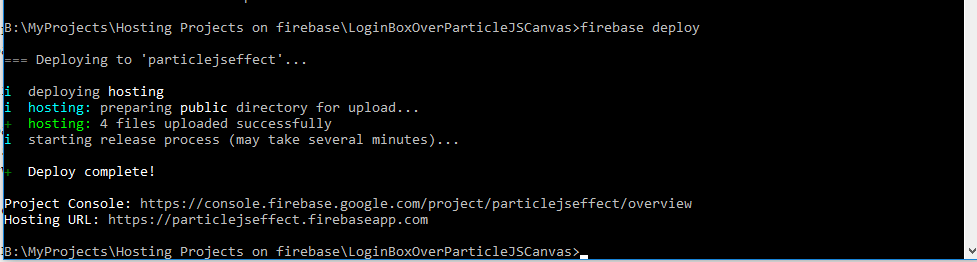 B:\MyProjects\Hosting Projects on firebase\LoginBoxOverParticleJSCanvas>firebase deploy
=== Deploying to 'particlejseffect'...
i  deploying hosting
i  hosting: preparing public directory for upload...
+  hosting: 4 files uploaded successfully
i  starting release process (may take several minutes)...
+  Deploy complete!
Project Console: https://console.firebase.google.com/project/particlejseffect/overview
Hosting URL: https://particlejseffect.firebaseapp.com
B:\MyProjects\Hosting Projects on firebase\LoginBoxOverParticleJSCanvas>